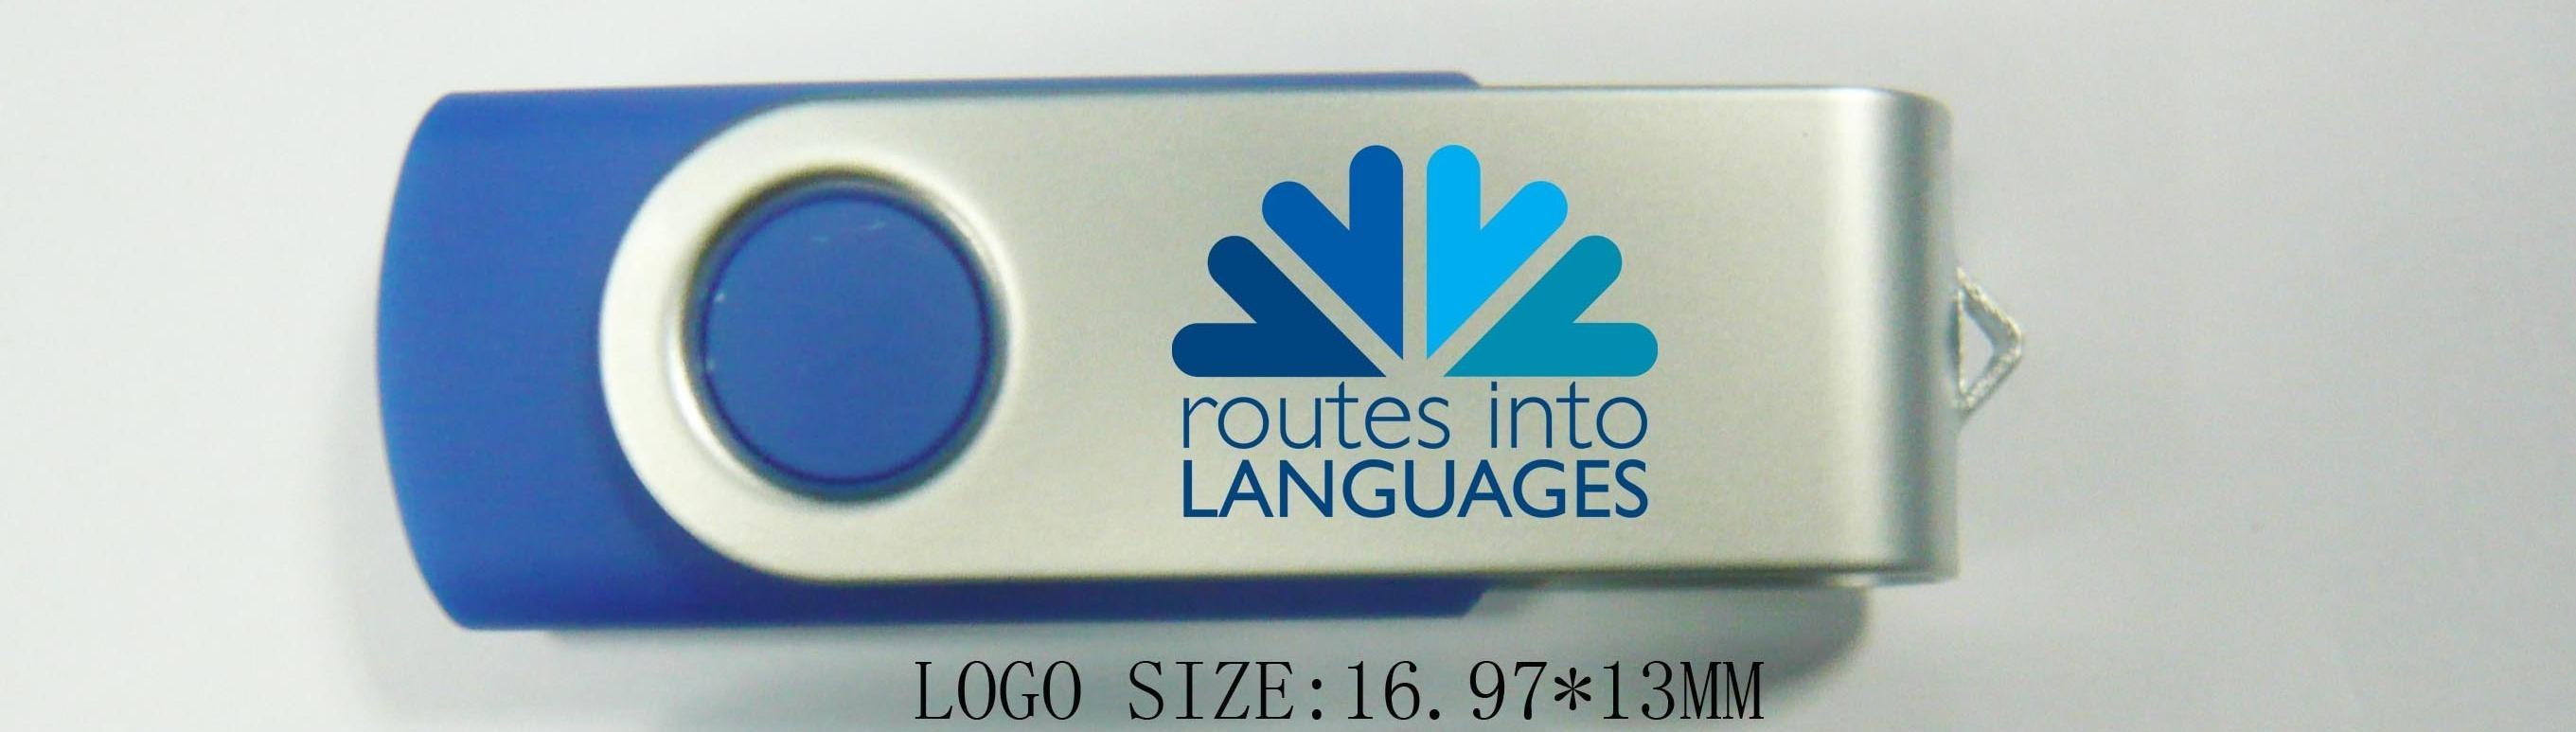 routes into
LANGUAGES
LOGO SIZE:16.97*13MM